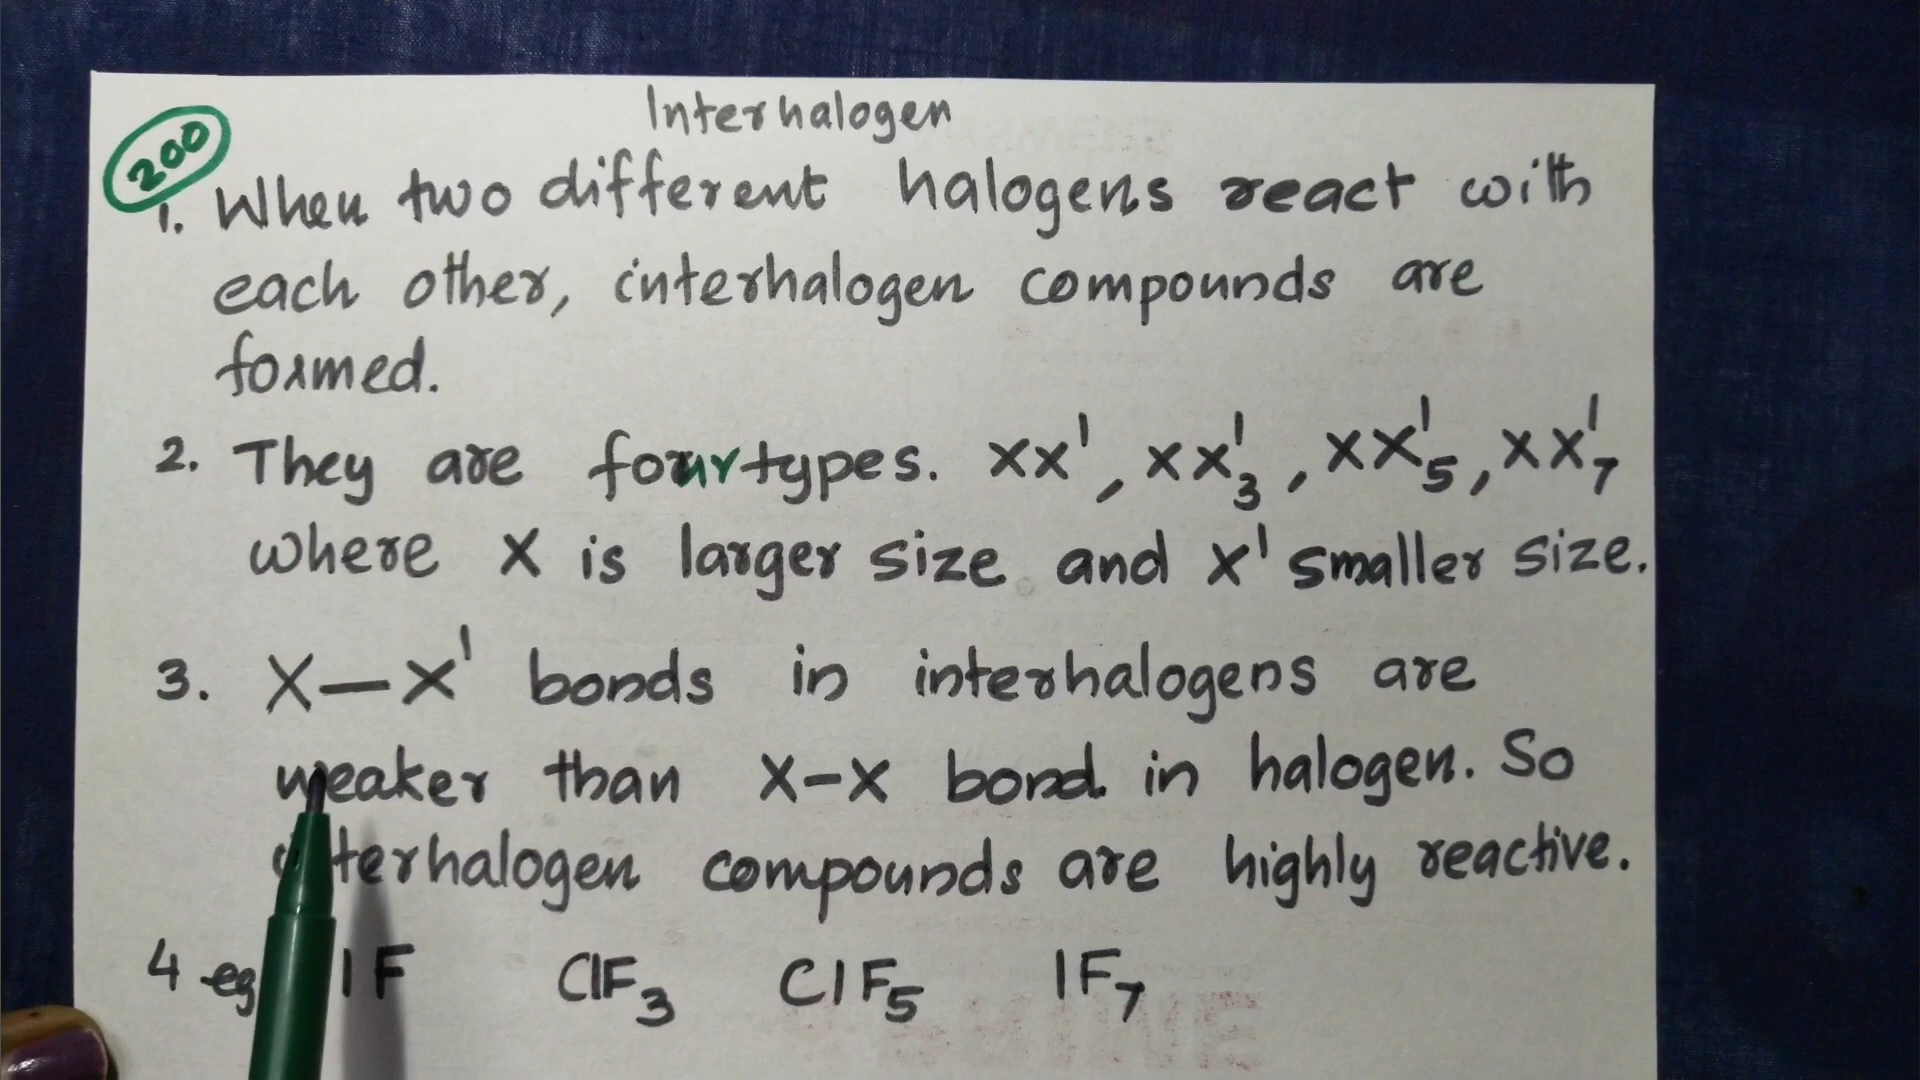 Interhalogen
200
1. When two different halogens react with
each other, interhalogen compounds are
formed.
2. They are four types. XX', XX'₃, XX'₅, XX'₇
where X is larger size and X' smaller size.
3. X–X' bonds in interhalogens are
weaker than X-X bond in halogen. So
compounds are highly reactive.
4 eg IF ClF₃ ClF₅ IF₇